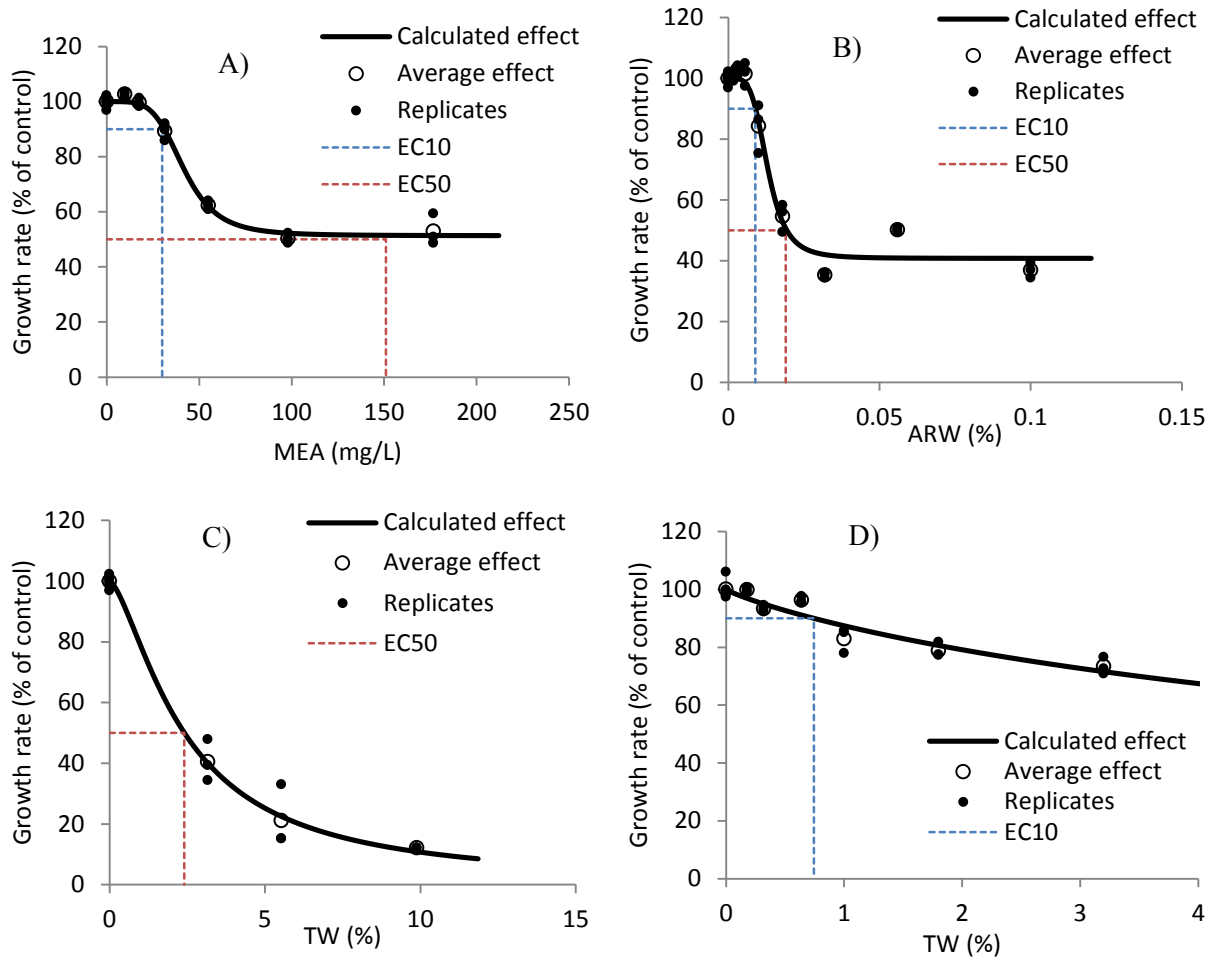 A)
Calculated effect
Average effect
Replicates
EC10
EC50
Growth rate (% of control)
120
100
80
60
40
20
0
0 50 100 150 200 250
MEA (mg/L)
B)
Calculated effect
Average effect
Replicates
EC10
EC50
Growth rate (% of control)
120
100
80
60
40
20
0
0 0.05 0.1 0.15
ARW (%)
C)
Calculated effect
Average effect
Replicates
EC50
Growth rate (% of control)
120
100
80
60
40
20
0
0 5 10 15
TW (%)
D)
Growth rate (% of control)
120
100
80
60
40
20
0
Calculated effect
Average effect
Replicates
EC10
0 1 2 3 4
TW (%)